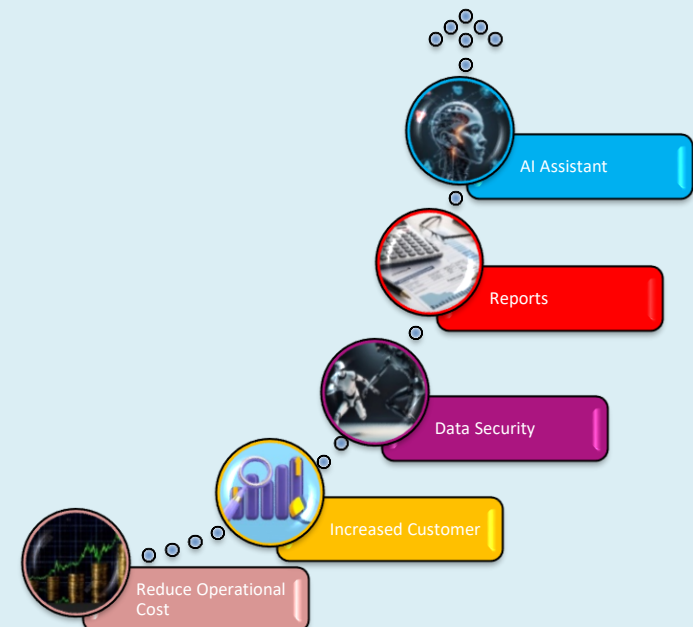 AI Assistant
Reports
Data Security
Increased Customer
Reduce Operational
Cost